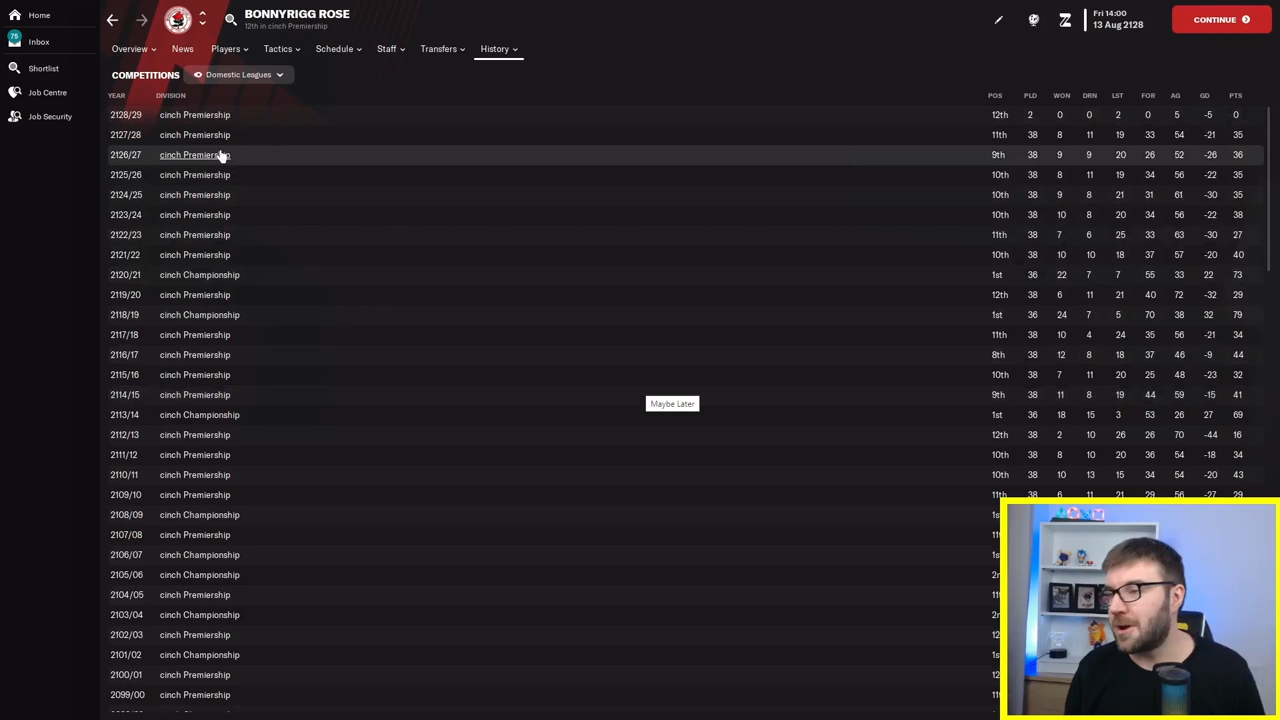 Home
BONNYRIGG ROSE
12th in cinch Premiership
Fri 14:00
13 Aug 2128
CONTINUE
75
Inbox
Shortlist
Job Centre
Job Security
Overview News Players Tactics Schedule Staff Transfers History
COMPETITIONS Domestic Leagues
YEAR DIVISION POS PLD WON DRN LST FOR AG GD PTS
2128/29 cinch Premiership 12th 2 0 0 2 0 5 -5 0
2127/28 cinch Premiership 11th 38 8 11 19 33 54 -21 35
2126/27 cinch Premiership 9th 38 9 9 20 26 52 -26 36
2125/26 cinch Premiership 10th 38 8 11 19 34 56 -22 35
2124/25 cinch Premiership 10th 38 9 8 21 31 61 -30 35
2123/24 cinch Premiership 10th 38 10 8 20 34 56 -22 38
2122/23 cinch Premiership 11th 38 7 6 25 33 63 -30 27
2121/22 cinch Premiership 10th 38 10 10 18 37 57 -20 40
2120/21 cinch Championship 1st 36 22 7 7 55 33 22 73
2119/20 cinch Premiership 12th 38 6 11 21 40 72 -32 29
2118/19 cinch Championship 1st 36 24 7 5 70 38 32 79
2117/18 cinch Premiership 11th 38 10 4 24 35 56 -21 34
2116/17 cinch Premiership 8th 38 12 8 18 37 46 -9 44
2115/16 cinch Premiership 10th 38 7 11 20 25 48 -23 32
2114/15 cinch Premiership 9th 38 11 8 19 44 59 -15 41
Maybe Later
2113/14 cinch Championship 1st 36 18 15 3 53 26 27 69
2112/13 cinch Premiership 12th 38 2 10 26 26 70 -44 16
2111/12 cinch Premiership 10th 38 8 10 20 36 54 -18 34
2110/11 cinch Premiership 10th 38 10 13 15 34 54 -20 43
2109/10 cinch Premiership 11th 38 6 11 21 29 56 -27 29
2108/09 cinch Championship
2107/08 cinch Premiership
2106/07 cinch Championship
2105/06 cinch Championship
2104/05 cinch Premiership
2103/04 cinch Championship
2102/03 cinch Premiership
2101/02 cinch Championship
2100/01 cinch Premiership
2099/00 cinch Premiership